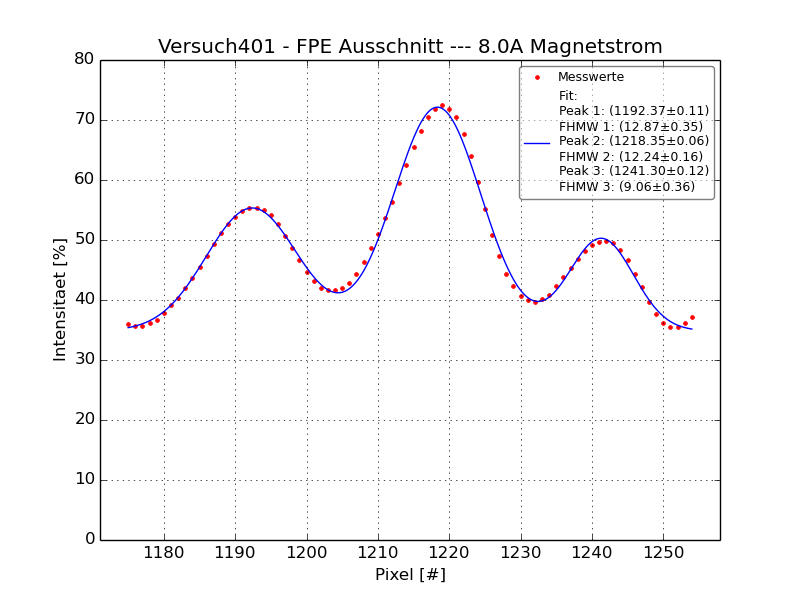 Versuch401 - FPE Ausschnitt --- 8.0A Magnetstrom
Messwerte
Fit:
Peak 1: (1192.37±0.11)
FHMW 1: (12.87±0.35)
Peak 2: (1218.35±0.06)
FHMW 2: (12.24±0.16)
Peak 3: (1241.30±0.12)
FHMW 3: (9.06±0.36)
Intensitaet [%]
80
70
60
50
40
30
20
10
0
1180 1190 1200 1210 1220 1230 1240 1250
Pixel [#]